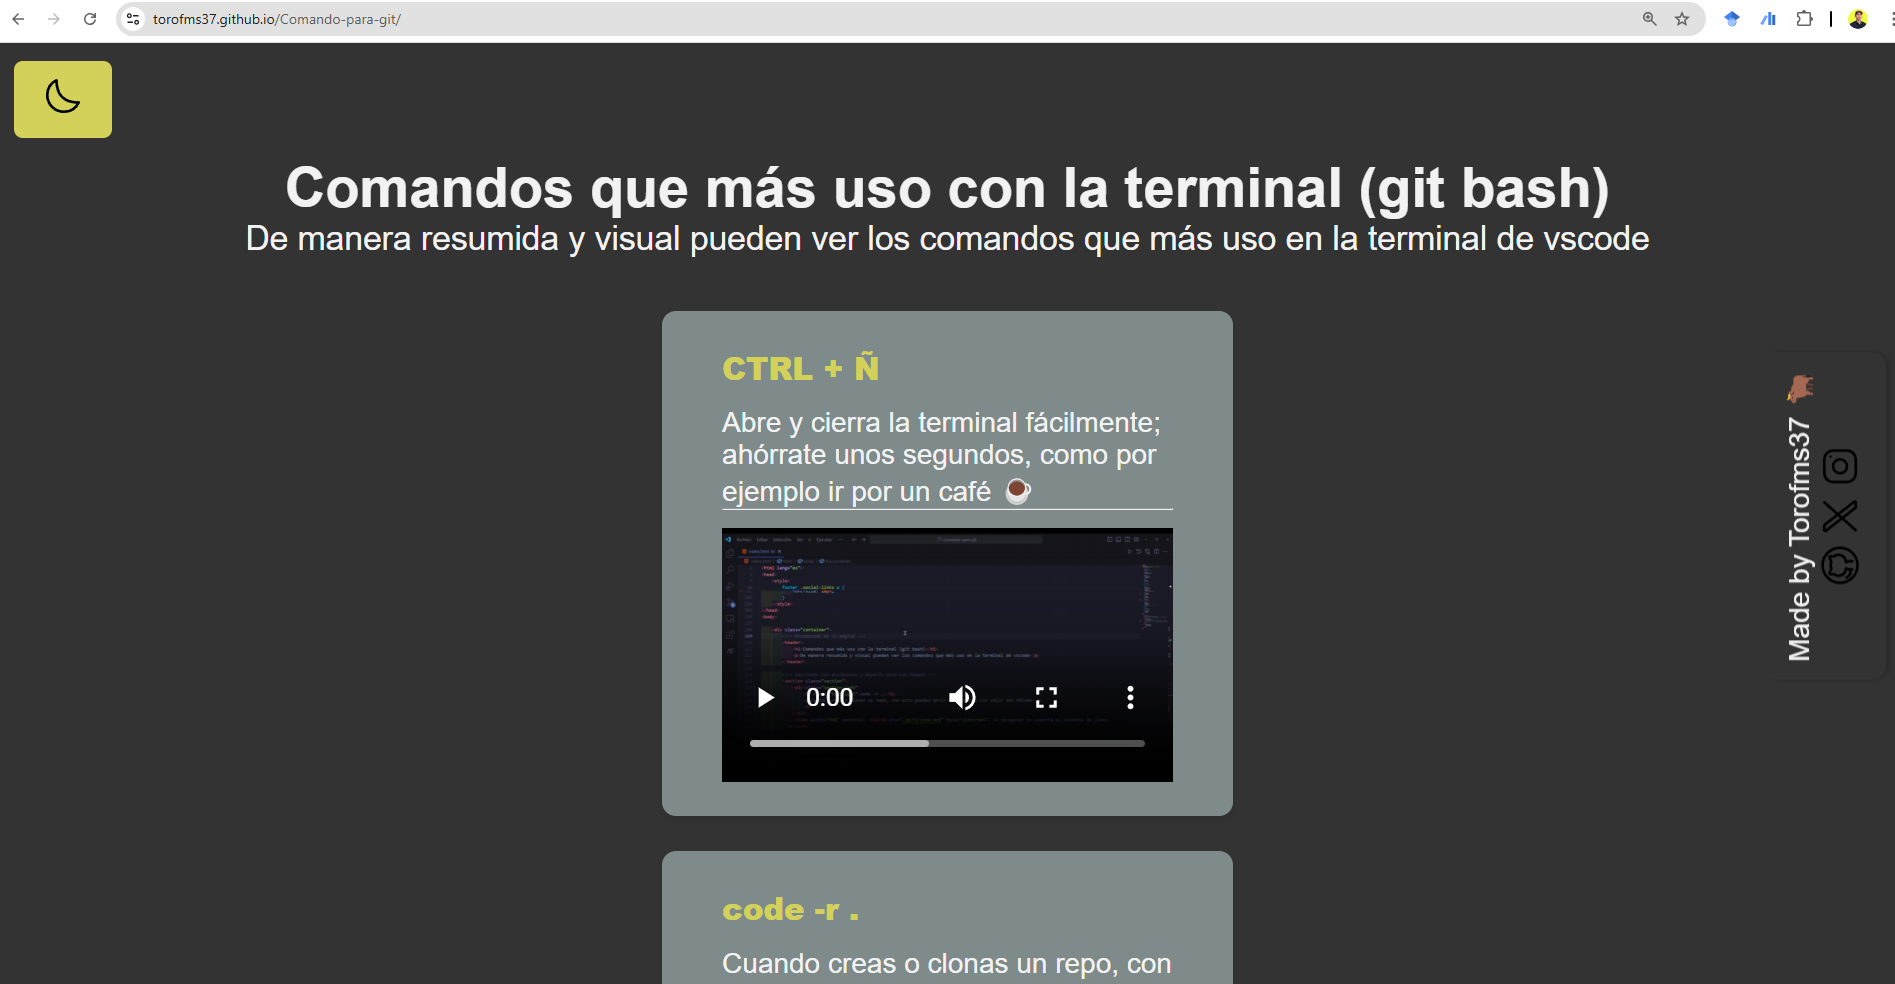 torofms37.github.io/Comando-para-git/
Comandos que más uso con la terminal (git bash)
De manera resumida y visual pueden ver los comandos que más uso en la terminal de vscode
CTRL + Ñ
Abre y cierra la terminal fácilmente;
ahórrate unos segundos, como por
ejemplo ir por un café ☕
0:00
code -r .
Cuando creas o clonas un repo, con
Made by Torofms37